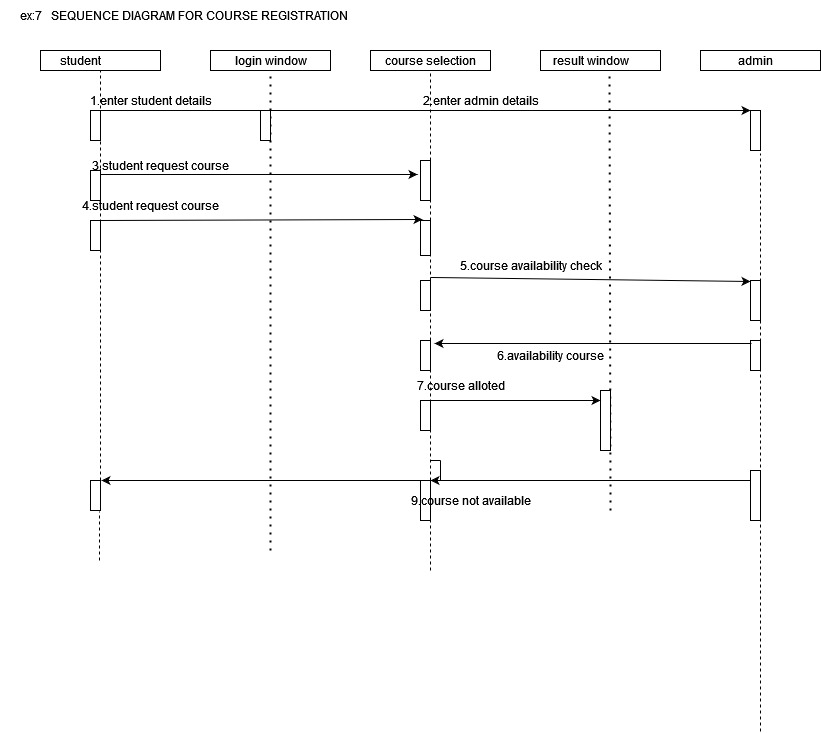 ex:7 SEQUENCE DIAGRAM FOR COURSE REGISTRATION
student
login window
course selection
result window
admin
1.enter student details
2.enter admin details
3.student request course
4.student request course
5.course availability check
6.availability course
7.course alloted
9.course not available